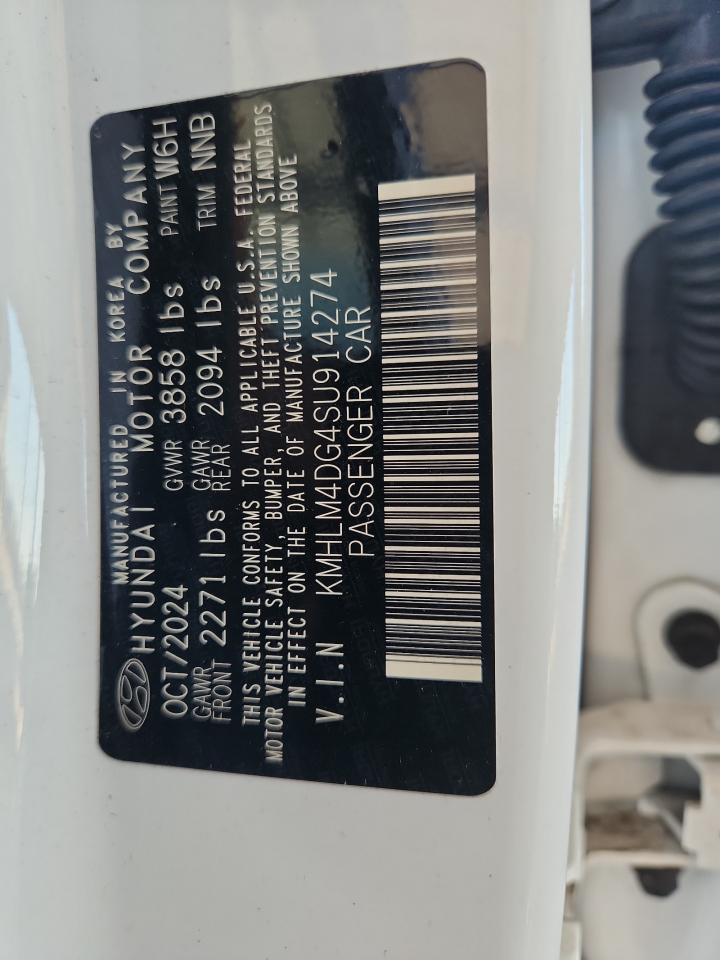 MANUFACTURED IN KOREA BY
HYUNDAI MOTOR COMPANY
OCT/2024 GVWR 3858 lbs PAINT W6H
GAWR FRONT 2271 lbs GAWR REAR 2094 lbs TRIM NNB
THIS VEHICLE CONFORMS TO ALL APPLICABLE U.S.A. FEDERAL
MOTOR VEHICLE SAFETY, BUMPER, AND THEFT PREVENTION STANDARDS
IN EFFECT ON THE DATE OF MANUFACTURE SHOWN ABOVE
V.I.N KMHLM4DG4SU914274
PASSENGER CAR